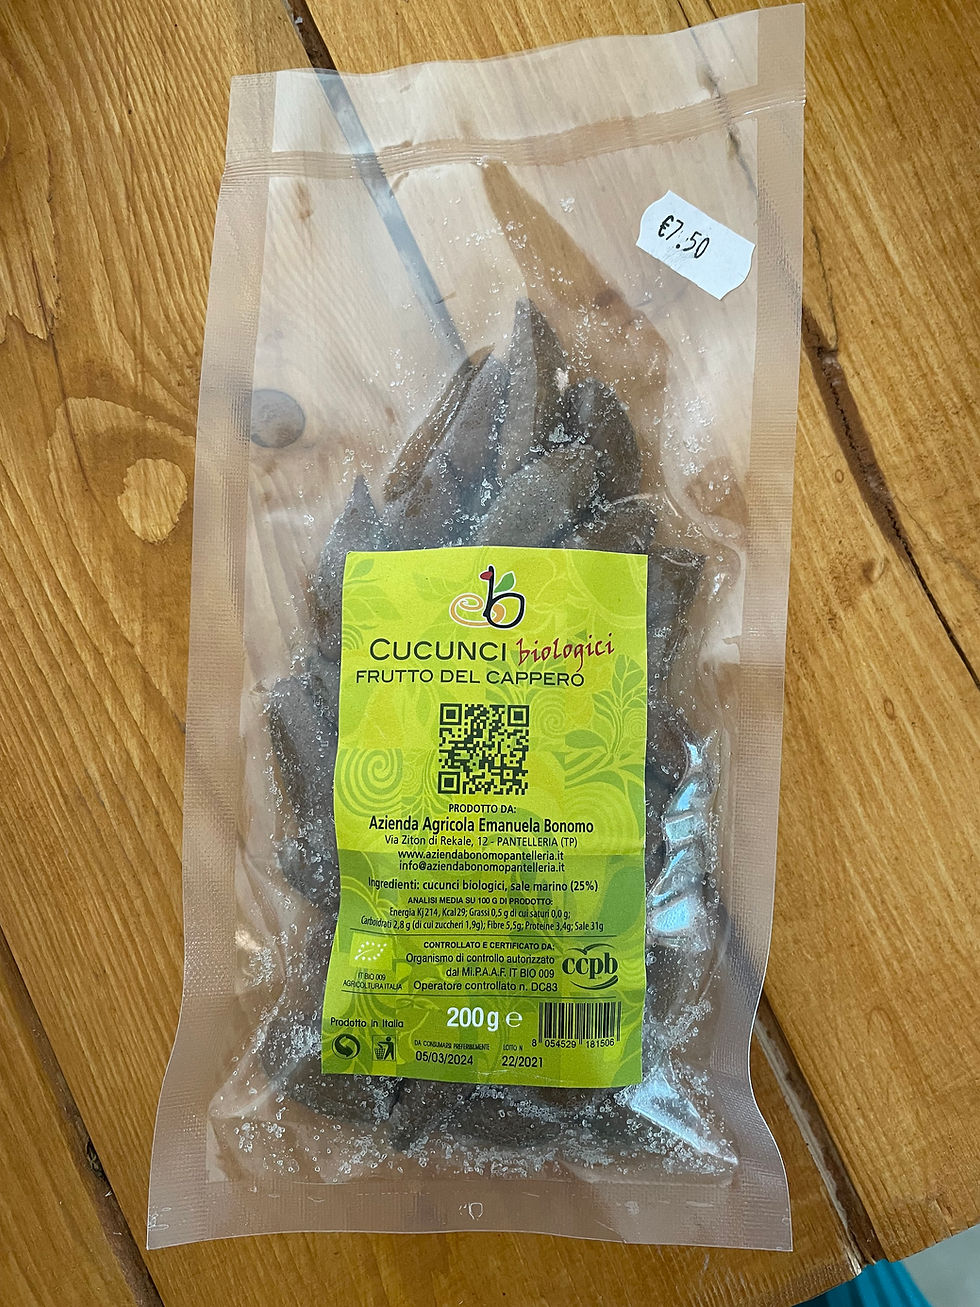 €7.50
CUCUNCI biologici
FRUTTO DEL CAPPERO
PRODOTTO DA:
Azienda Agricola Emanuela Bonomo
Via Ziton di Rekale, 12 - PANTELLERIA (TP)
www.aziendabonomopantelleria.it
info@aziendabonomopantelleria.it
Ingredienti: cucunci biologici, sale marino (25%)
ANALISI MEDIA SU 100 G DI PRODOTTO:
Energia Kj 214, Kcal 29; Grassi 0,5 g di cui saturi 0,0 g;
Carboidrati 2,8 g (di cui zuccheri 1,9g); Fibre 5,5g; Proteine 3,4g; Sale 31g
CONTROLLATO E CERTIFICATO DA:
Organismo di controllo autorizzato
dal Mi.P.A.A.F. IT BIO 009
Operatore controllato n. DC83
IT BIO 009
AGRICOLTURA ITALIA
ccpb
Prodotto in Italia
200 g e
DA CONSUMARSI PREFERIBILMENTE
05/03/2024
LOTTO N
22/2021
8 054529 181506